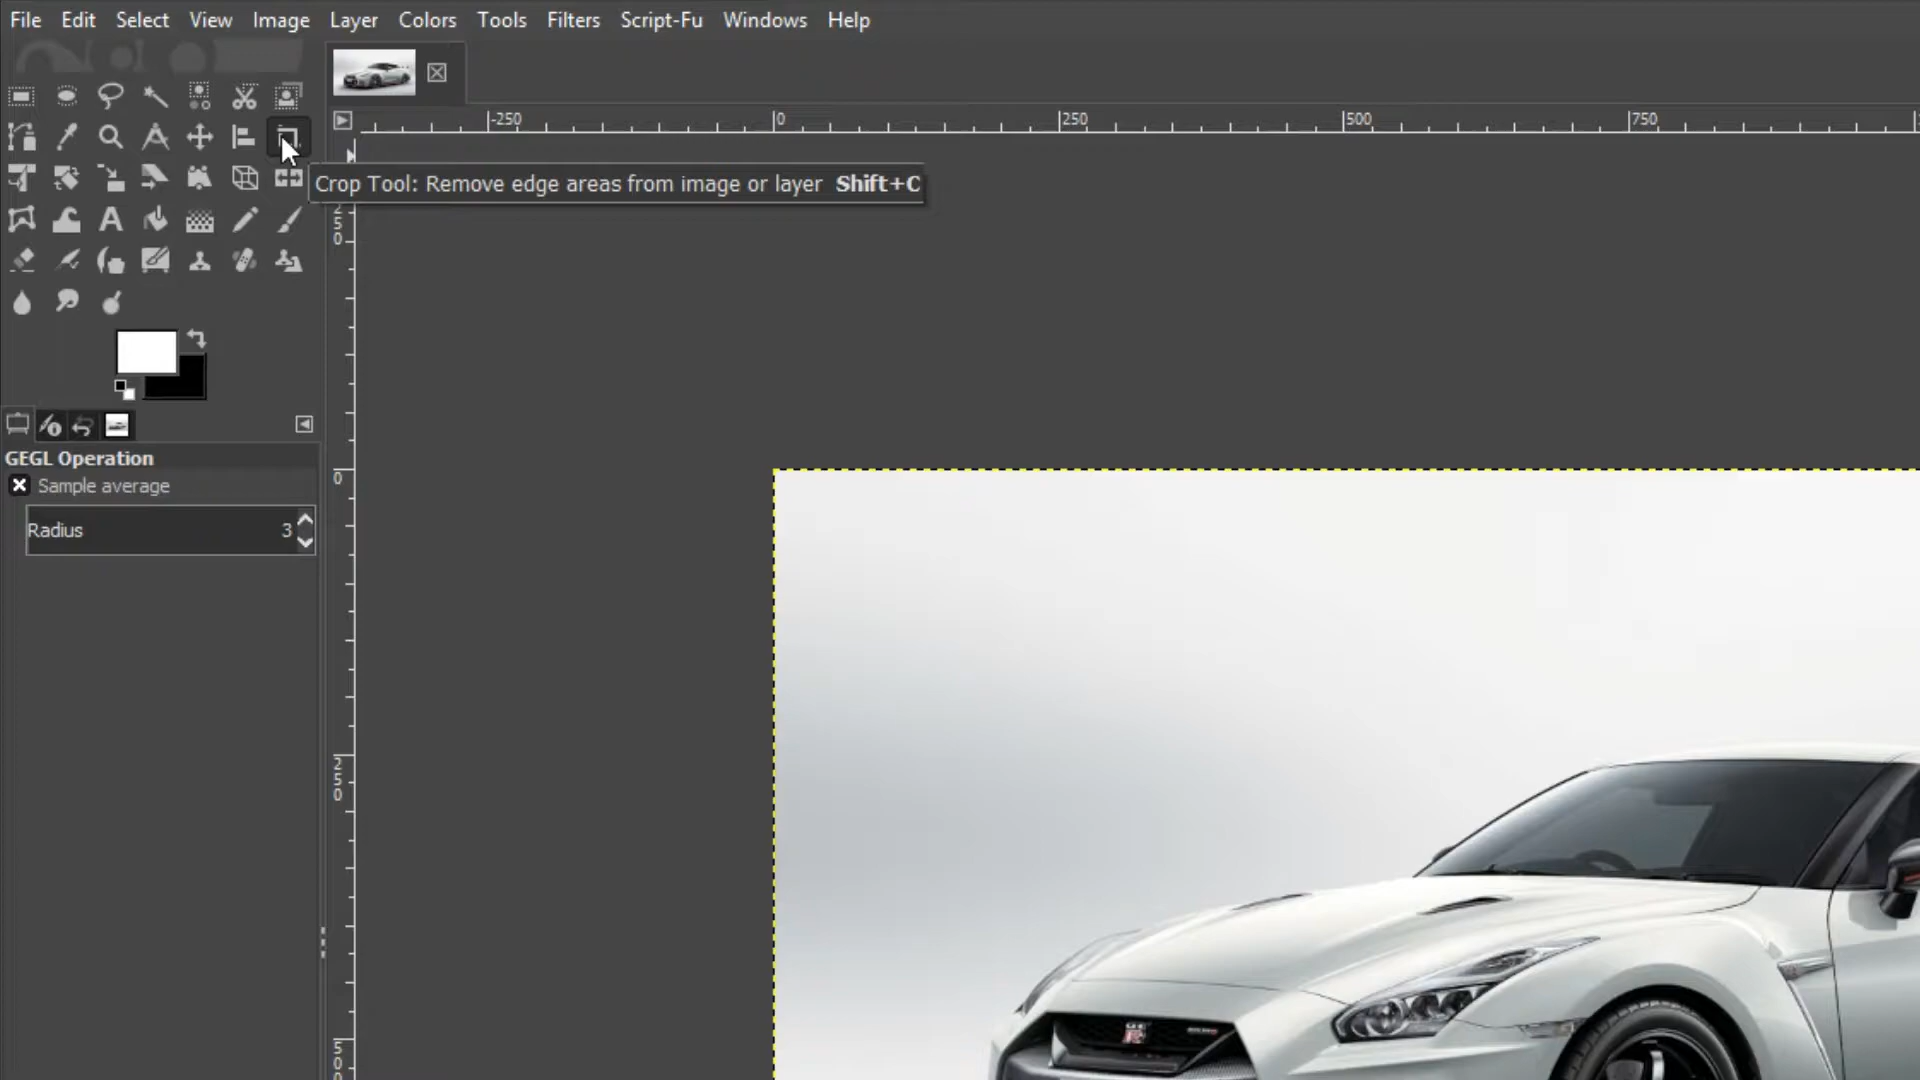 File Edit Select View Image Layer Colors Tools Filters Script-Fu Windows Help
-250 0 250 500 750
Crop Tool: Remove edge areas from image or layer Shift+C
GEGL Operation
Sample average
Radius 3
0
250